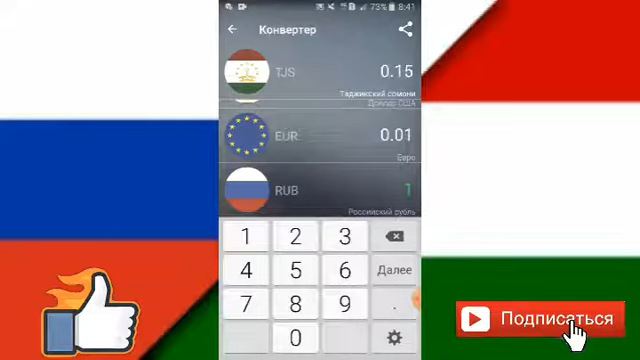 73% 8:41
Конвертер
TJS 0.15
Таджикский сомони
Доллар США
EUR 0.01
Евро
RUB 1
Российский рубль
1 2 3
4 5 6 Далее
7 8 9 .
0
Подписаться